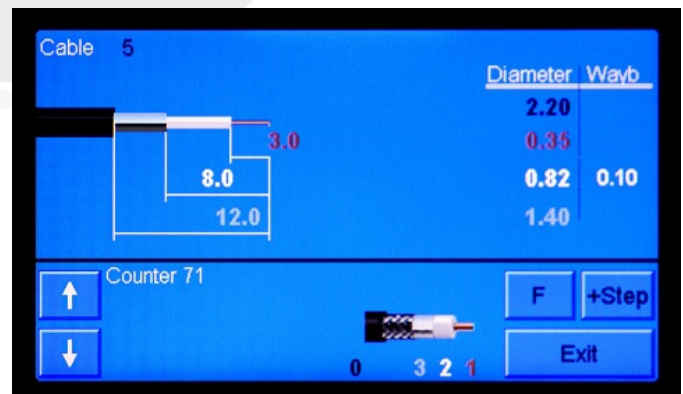 Cable 5
Diameter Wayb
2.20
3.0 0.35
8.0 0.82 0.10
12.0 1.40
Counter 71
F +Step
Exit
0 3 2 1